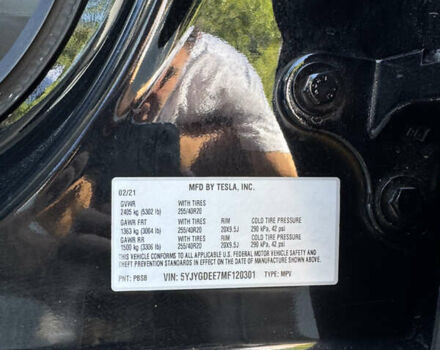 MFD BY TESLA, INC.
02/21
GVWR WITH TIRES
2405 kg (5302 lb) 255/40R20
GAWR FRT WITH TIRES RIM COLD TIRE PRESSURE
1363 kg (3004 lb) 255/40R20 20X9.5J 290 kPa, 42 psi
GAWR RR WITH TIRES RIM COLD TIRE PRESSURE
1500 kg (3306 lb) 255/40R20 20X9.5J 290 kPa, 42 psi
THIS VEHICLE CONFORMS TO ALL APPLICABLE U.S. FEDERAL MOTOR VEHICLE SAFETY AND
THEFT PREVENTION STANDARDS IN EFFECT ON THE DATE OF MANUFACTURE SHOWN ABOVE.
PNT: PBSB VIN: 5YJYGDEE7MF120301 TYPE: MPV